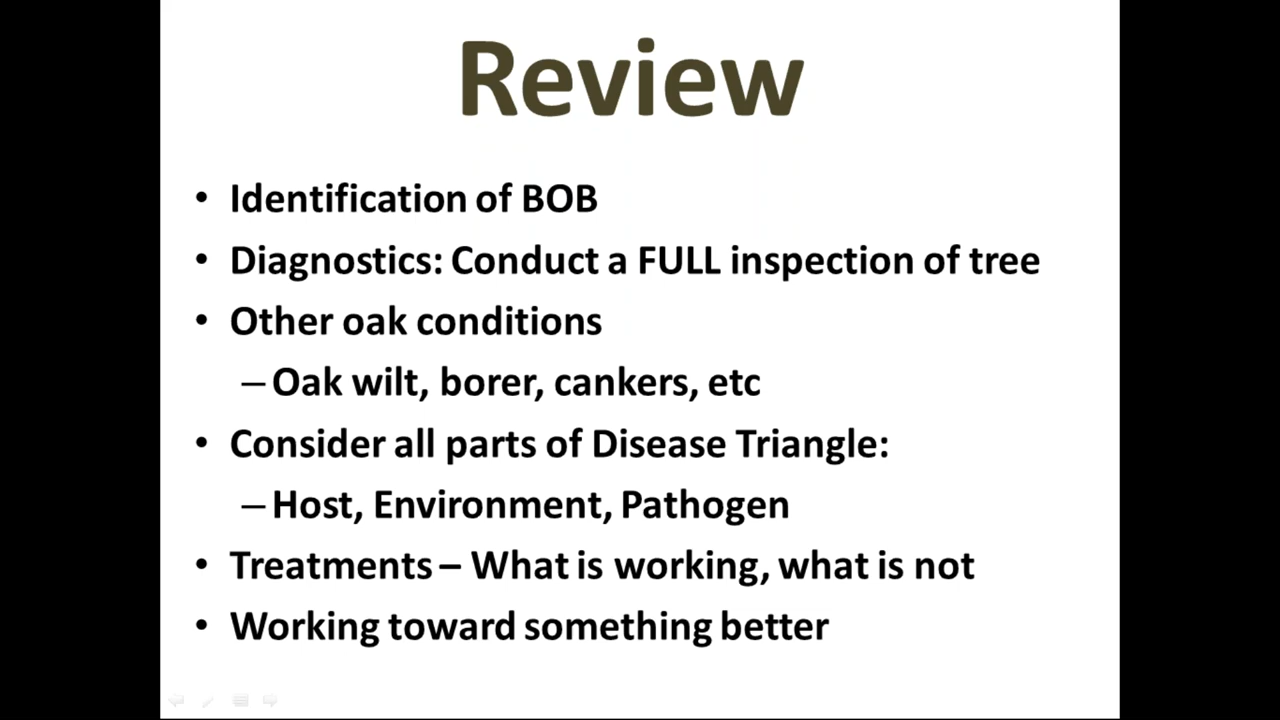 Review
• Identification of BOB
• Diagnostics: Conduct a FULL inspection of tree
• Other oak conditions
– Oak wilt, borer, cankers, etc
• Consider all parts of Disease Triangle:
– Host, Environment, Pathogen
• Treatments – What is working, what is not
• Working toward something better